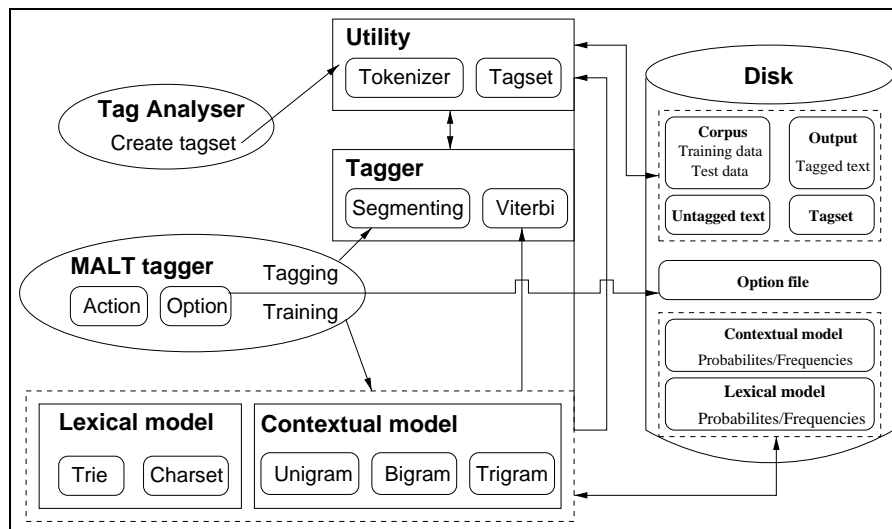 Utility
Tokenizer
Tagset
Tag Analyser
Create tagset
Tagger
Segmenting
Viterbi
MALT tagger
Action
Option
Tagging
Training
Lexical model
Trie
Charset
Contextual model
Unigram
Bigram
Trigram
Disk
Corpus
Training data
Test data
Output
Tagged text
Untagged text
Tagset
Option file
Contextual model
Probabilites/Frequencies
Lexical model
Probabilites/Frequencies